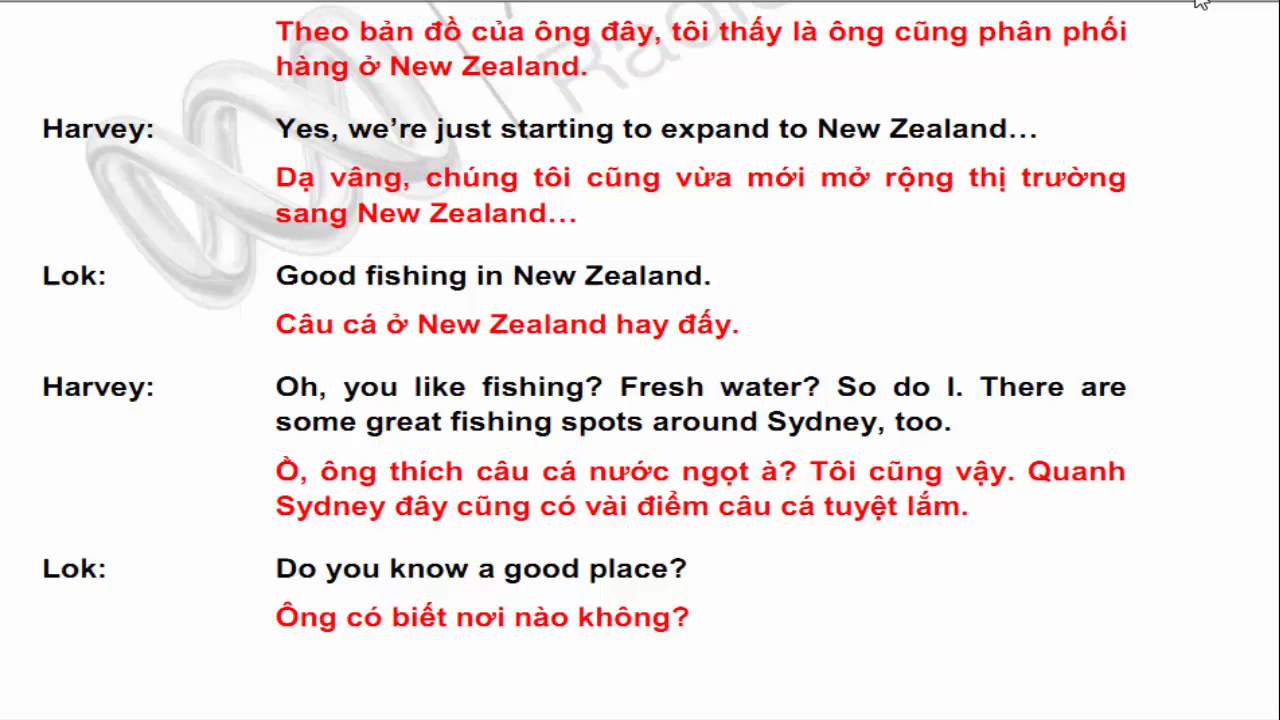 Theo bản đồ của ông đây, tôi thấy là ông cũng phân phối
hàng ở New Zealand.
Harvey: Yes, we're just starting to expand to New Zealand…
Dạ vâng, chúng tôi cũng vừa mới mở rộng thị trường
sang New Zealand…
Lok: Good fishing in New Zealand.
Câu cá ở New Zealand hay đấy.
Harvey: Oh, you like fishing? Fresh water? So do I. There are
some great fishing spots around Sydney, too.
Ồ, ông thích câu cá nước ngọt à? Tôi cũng vậy. Quanh
Sydney đây cũng có vài điểm câu cá tuyệt lắm.
Lok: Do you know a good place?
Ông có biết nơi nào không?